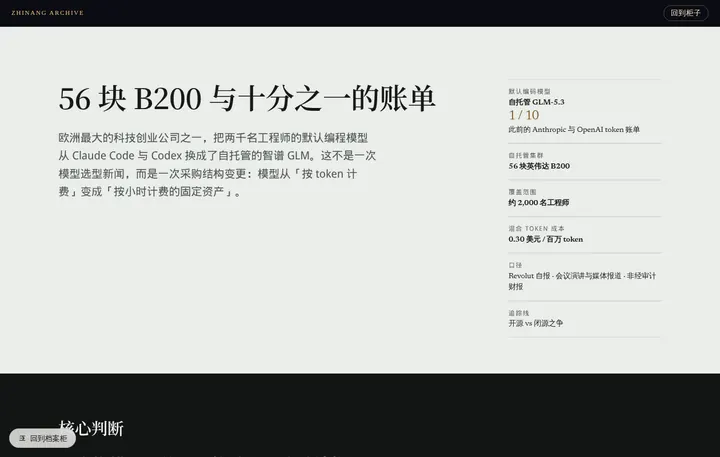 ZHINANG ARCHIVE
回到柜子
56 块 B200 与十分之一的账单
欧洲最大的科技创业公司之一，把两千名工程师的默认编程模型
从 Claude Code 与 Codex 换成了自托管的智谱 GLM。这不是一次
模型选型新闻，而是一次采购结构变更：模型从「按 token 计
费」变成「按小时计费的固定资产」。
默认编码模型
自托管 GLM-5.3
1 / 10
此前的 Anthropic 与 OpenAI token 账单
自托管集群
56 块英伟达 B200
覆盖范围
约 2,000 名工程师
混合 TOKEN 成本
0.30 美元 / 百万 token
口径
Revolut 自报 · 会议演讲与媒体报道 · 非经审计
财报
追踪线
开源 vs 闭源之争
核心判断
回到档案柜